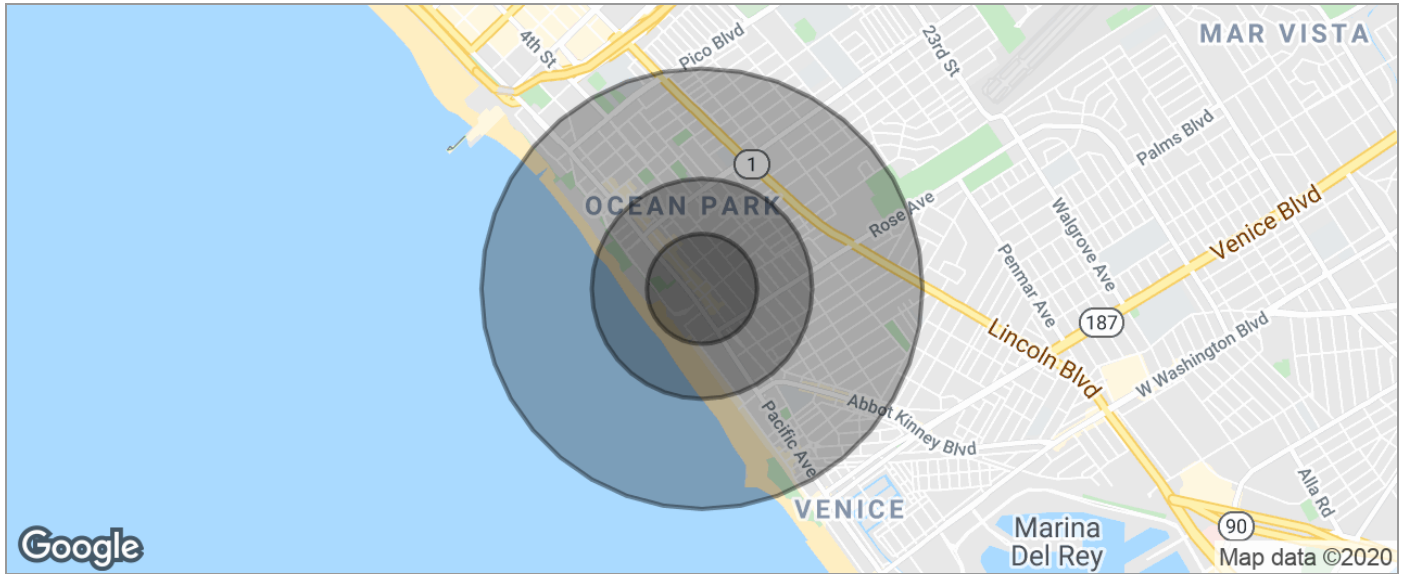 MAR VISTA
4th St
Pico Blvd
23rd St
Palms Blvd
1
OCEAN PARK
Rose Ave
Walgrove Ave
Venice Blvd
Penmar Ave
187
Lincoln Blvd
W Washington Blvd
Abbot Kinney Blvd
Pacific Ave
Alla Rd
VENICE
Marina
Del Rey
90
Google
Map data ©2020